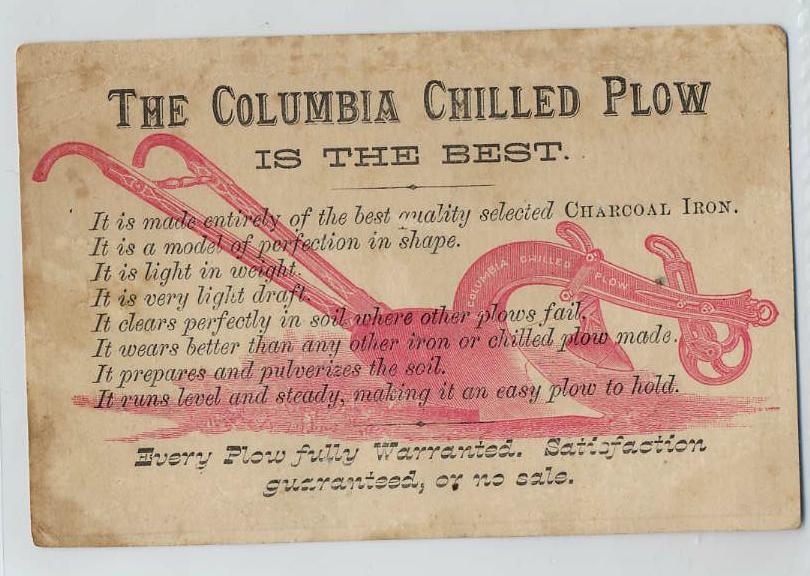 THE COLUMBIA CHILLED PLOW
IS THE BEST.
It is made entirely of the best quality selected CHARCOAL IRON.
It is a model of perfection in shape.
It is light in weight.
It is very light draft.
It clears perfectly in soil where other plows fail.
It wears better than any other iron or chilled plow made.
It prepares and pulverizes the soil.
It runs level and steady, making it an easy plow to hold.
COLUMBIA CHILLED PLOW
Every Plow fully Warranted. Satisfaction
guaranteed, or no sale.